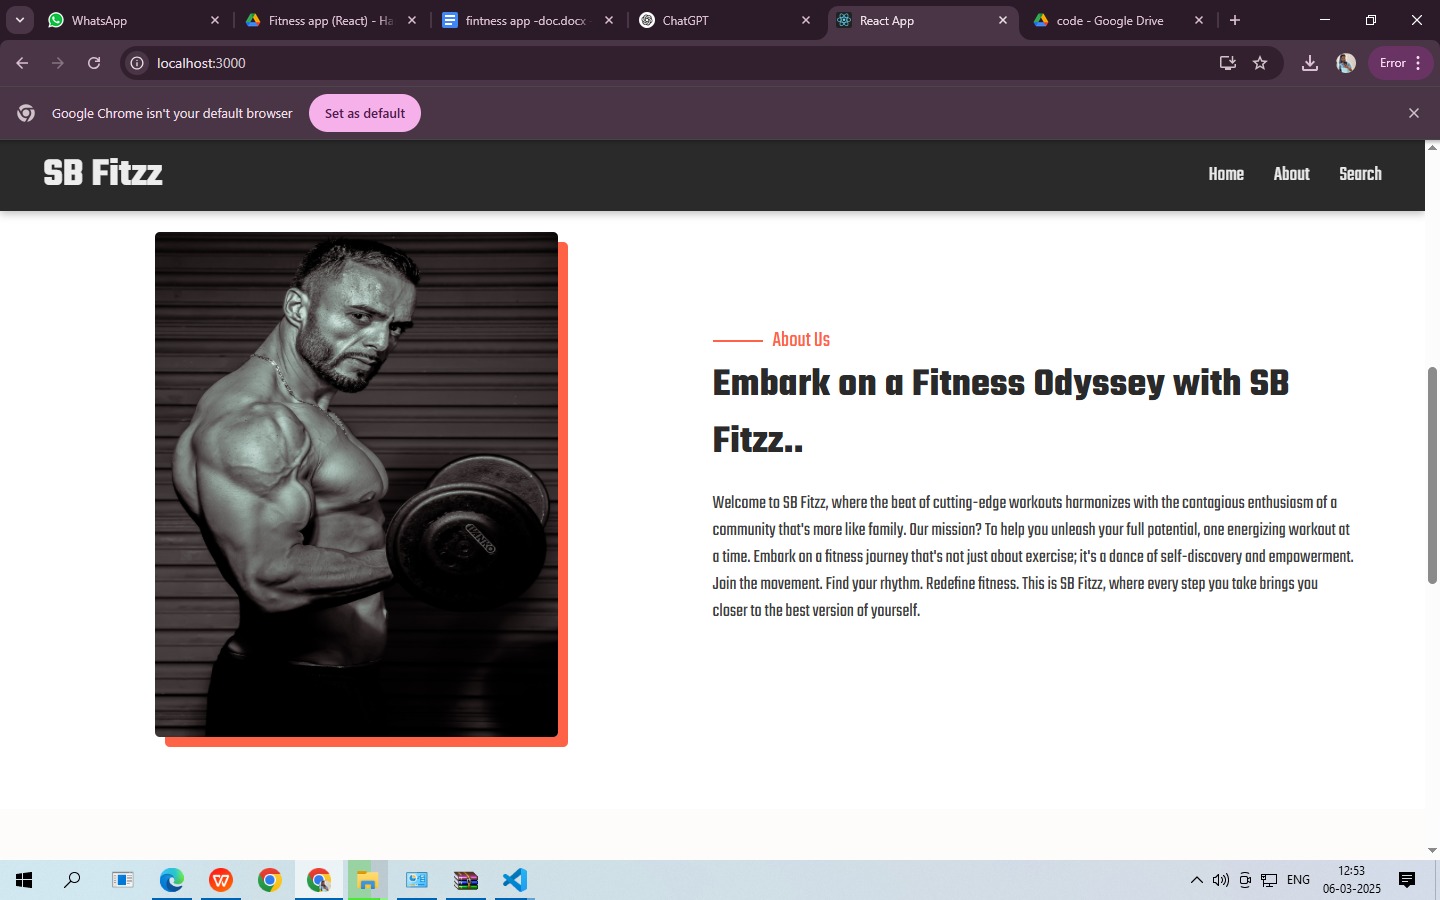 WhatsApp
Fitness app (React) - Ha
fintness app -doc.docx
ChatGPT
React App
code - Google Drive
localhost:3000
Error
Google Chrome isn't your default browser
Set as default
SB Fitzz
Home
About
Search
IVANKO
About Us
Embark on a Fitness Odyssey with SB
Fitzz..
Welcome to SB Fitzz, where the beat of cutting-edge workouts harmonizes with the contagious enthusiasm of a
community that's more like family. Our mission? To help you unleash your full potential, one energizing workout at
a time. Embark on a fitness journey that's not just about exercise; it's a dance of self-discovery and empowerment.
Join the movement. Find your rhythm. Redefine fitness. This is SB Fitzz, where every step you take brings you
closer to the best version of yourself.
ENG
12:53
06-03-2025